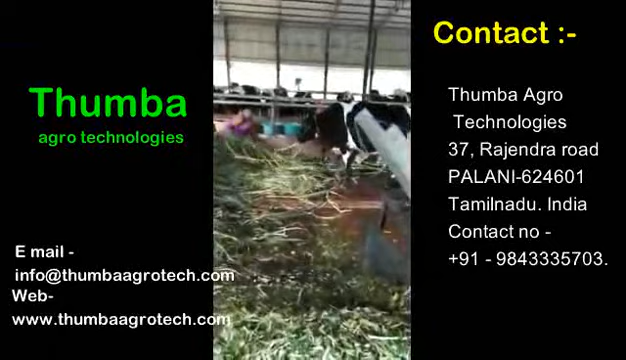 Thumba
agro technologies
E mail -
info@thumbaagrotech.com
Web-
www.thumbaagrotech.com
Contact :-
Thumba Agro
Technologies
37, Rajendra road
PALANI-624601
Tamilnadu. India
Contact no -
+91 - 9843335703.